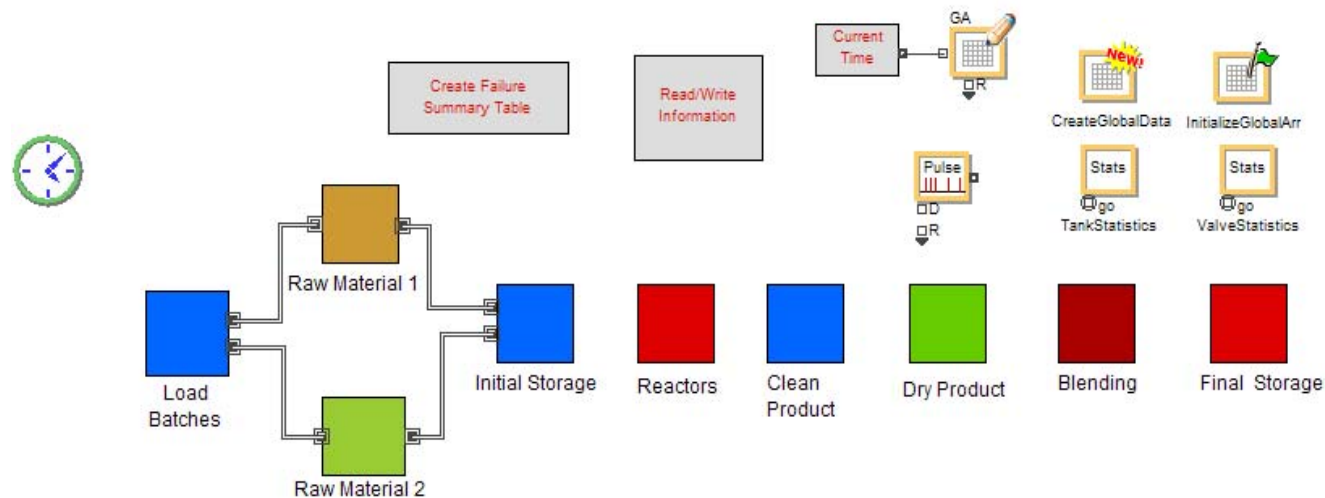 GA
Current
Time
R
Create Failure
Summary Table
Read/Write
Information
New!
CreateGlobalData
InitializeGlobalArr
Pulse
D
R
Stats
go
TankStatistics
Stats
go
ValveStatistics
Raw Material 1
Load
Batches
Initial Storage
Reactors
Clean
Product
Dry Product
Blending
Final Storage
Raw Material 2